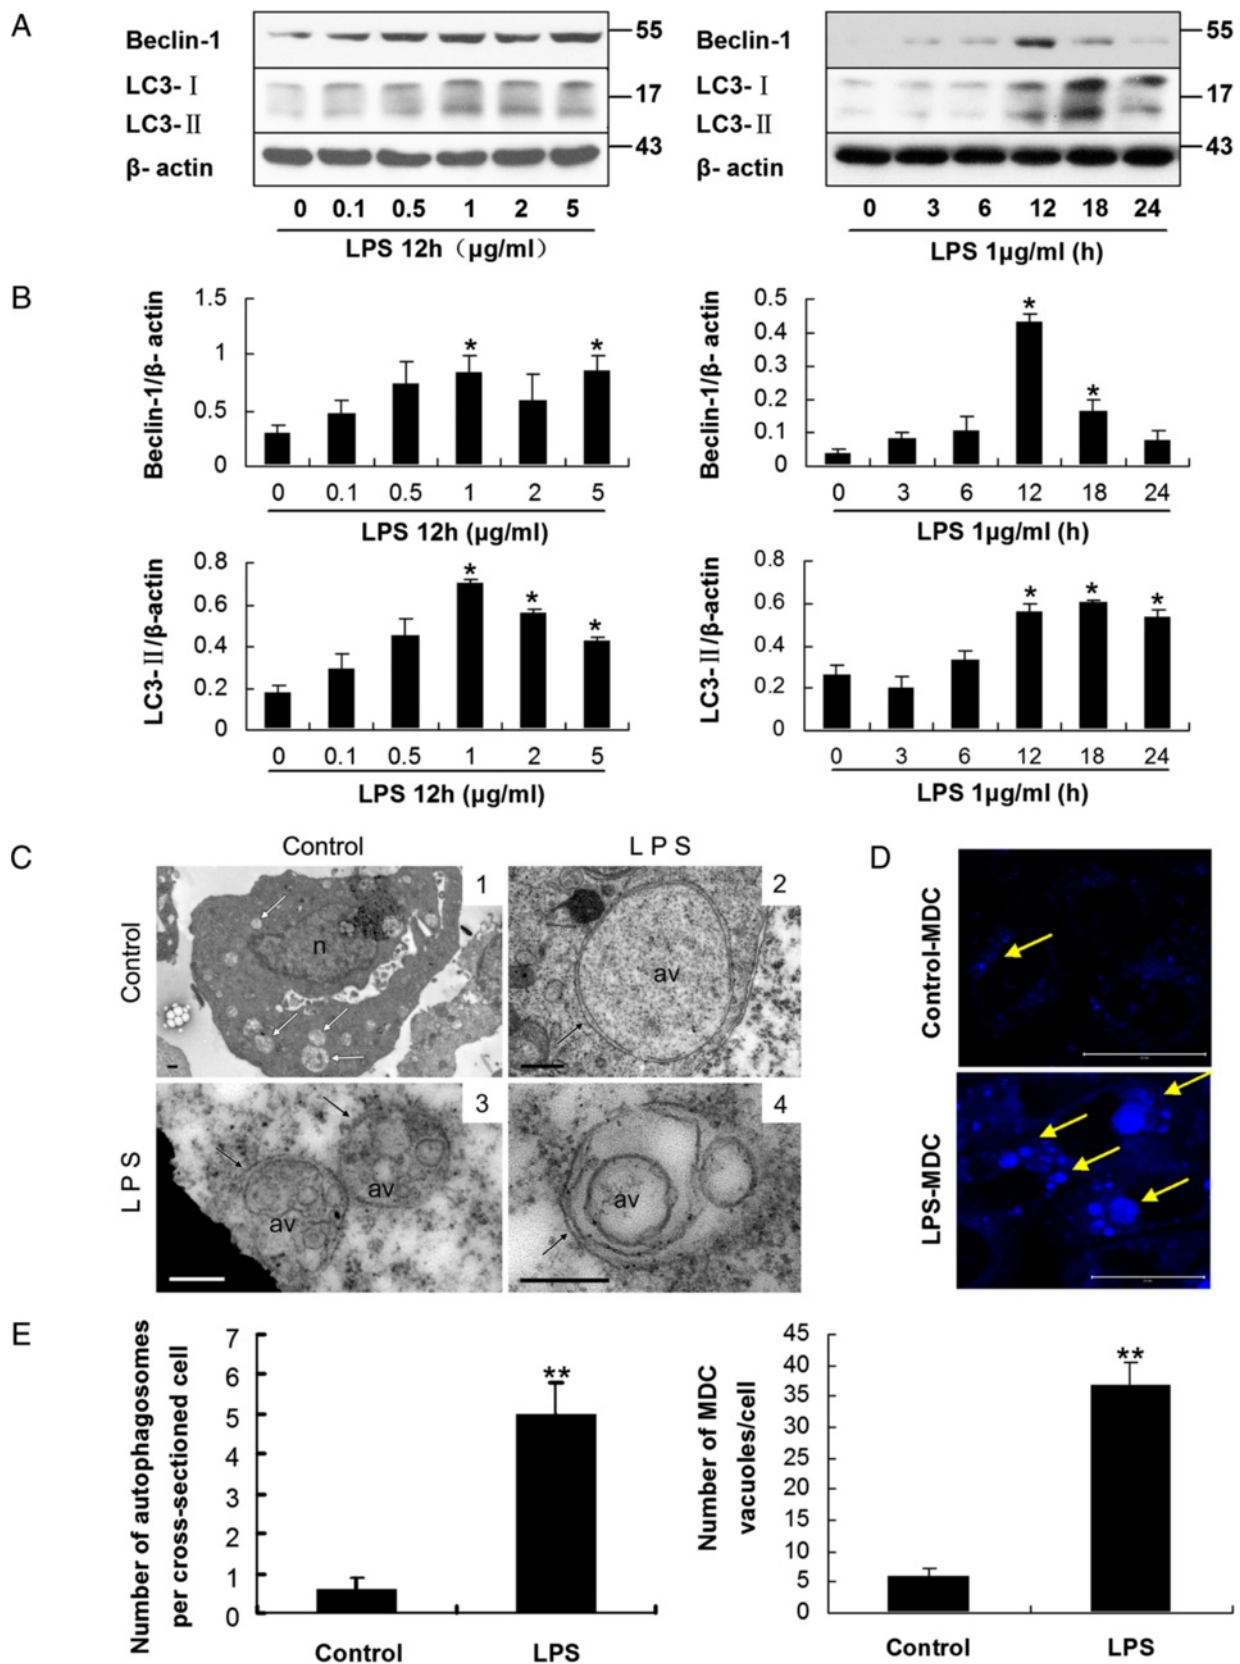 A
Beclin-1
LC3-Ⅰ
LC3-Ⅱ
β- actin
55
17
43
0 0.1 0.5 1 2 5
LPS 12h（μg/ml）
Beclin-1
LC3-Ⅰ
LC3-Ⅱ
β- actin
55
17
43
0 3 6 12 18 24
LPS 1μg/ml (h)
B
Beclin-1/β- actin
1.5
1
0.5
0
* *
0 0.1 0.5 1 2 5
LPS 12h (μg/ml)
Beclin-1/β- actin
0.5
0.4
0.3
0.2
0.1
0
* *
0 3 6 12 18 24
LPS 1μg/ml (h)
LC3-Ⅱ/β-actin
0.8
0.6
0.4
0.2
0
* * *
0 0.1 0.5 1 2 5
LPS 12h (μg/ml)
LC3-Ⅱ/β-actin
0.8
0.6
0.4
0.2
0
* * *
0 3 6 12 18 24
LPS 1μg/ml (h)
C
Control
L P S
Control
L P S
1
n
2
av
3
av
av
4
av
D
Control-MDC
LPS-MDC
E
Number of autophagosomes
per cross-sectioned cell
7
6
5
4
3
2
1
0
**
Control LPS
Number of MDC
vacuoles/cell
45
40
35
30
25
20
15
10
5
0
**
Control LPS